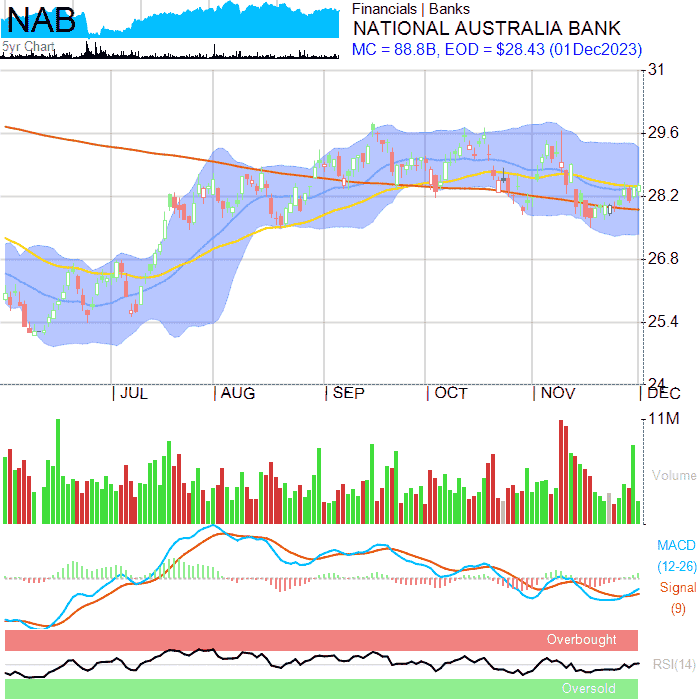 NAB
5yr Chart
Financials | Banks
NATIONAL AUSTRALIA BANK
MC = 88.8B, EOD = $28.43 (01Dec2023)
31
29.6
28.2
26.8
25.4
24
JUL AUG SEP OCT NOV DEC
11M
Volume
MACD
(12-26)
Signal
(9)
Overbought
RSI(14)
Oversold